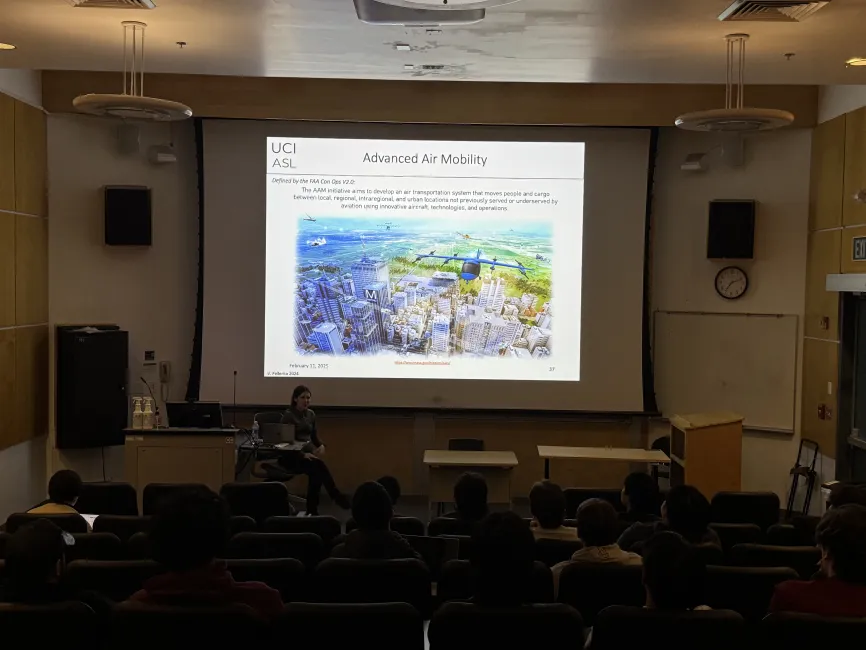 UCI
ASL
Advanced Air Mobility
Defined by the FAA Con Ops V2.0:
The AAM initiative aims to develop an air transportation system that moves people and cargo
between local, regional, intraregional, and urban locations not previously served or underserved by
aviation using innovative aircraft, technologies, and operations.
M
February 11, 2025
27
EXI